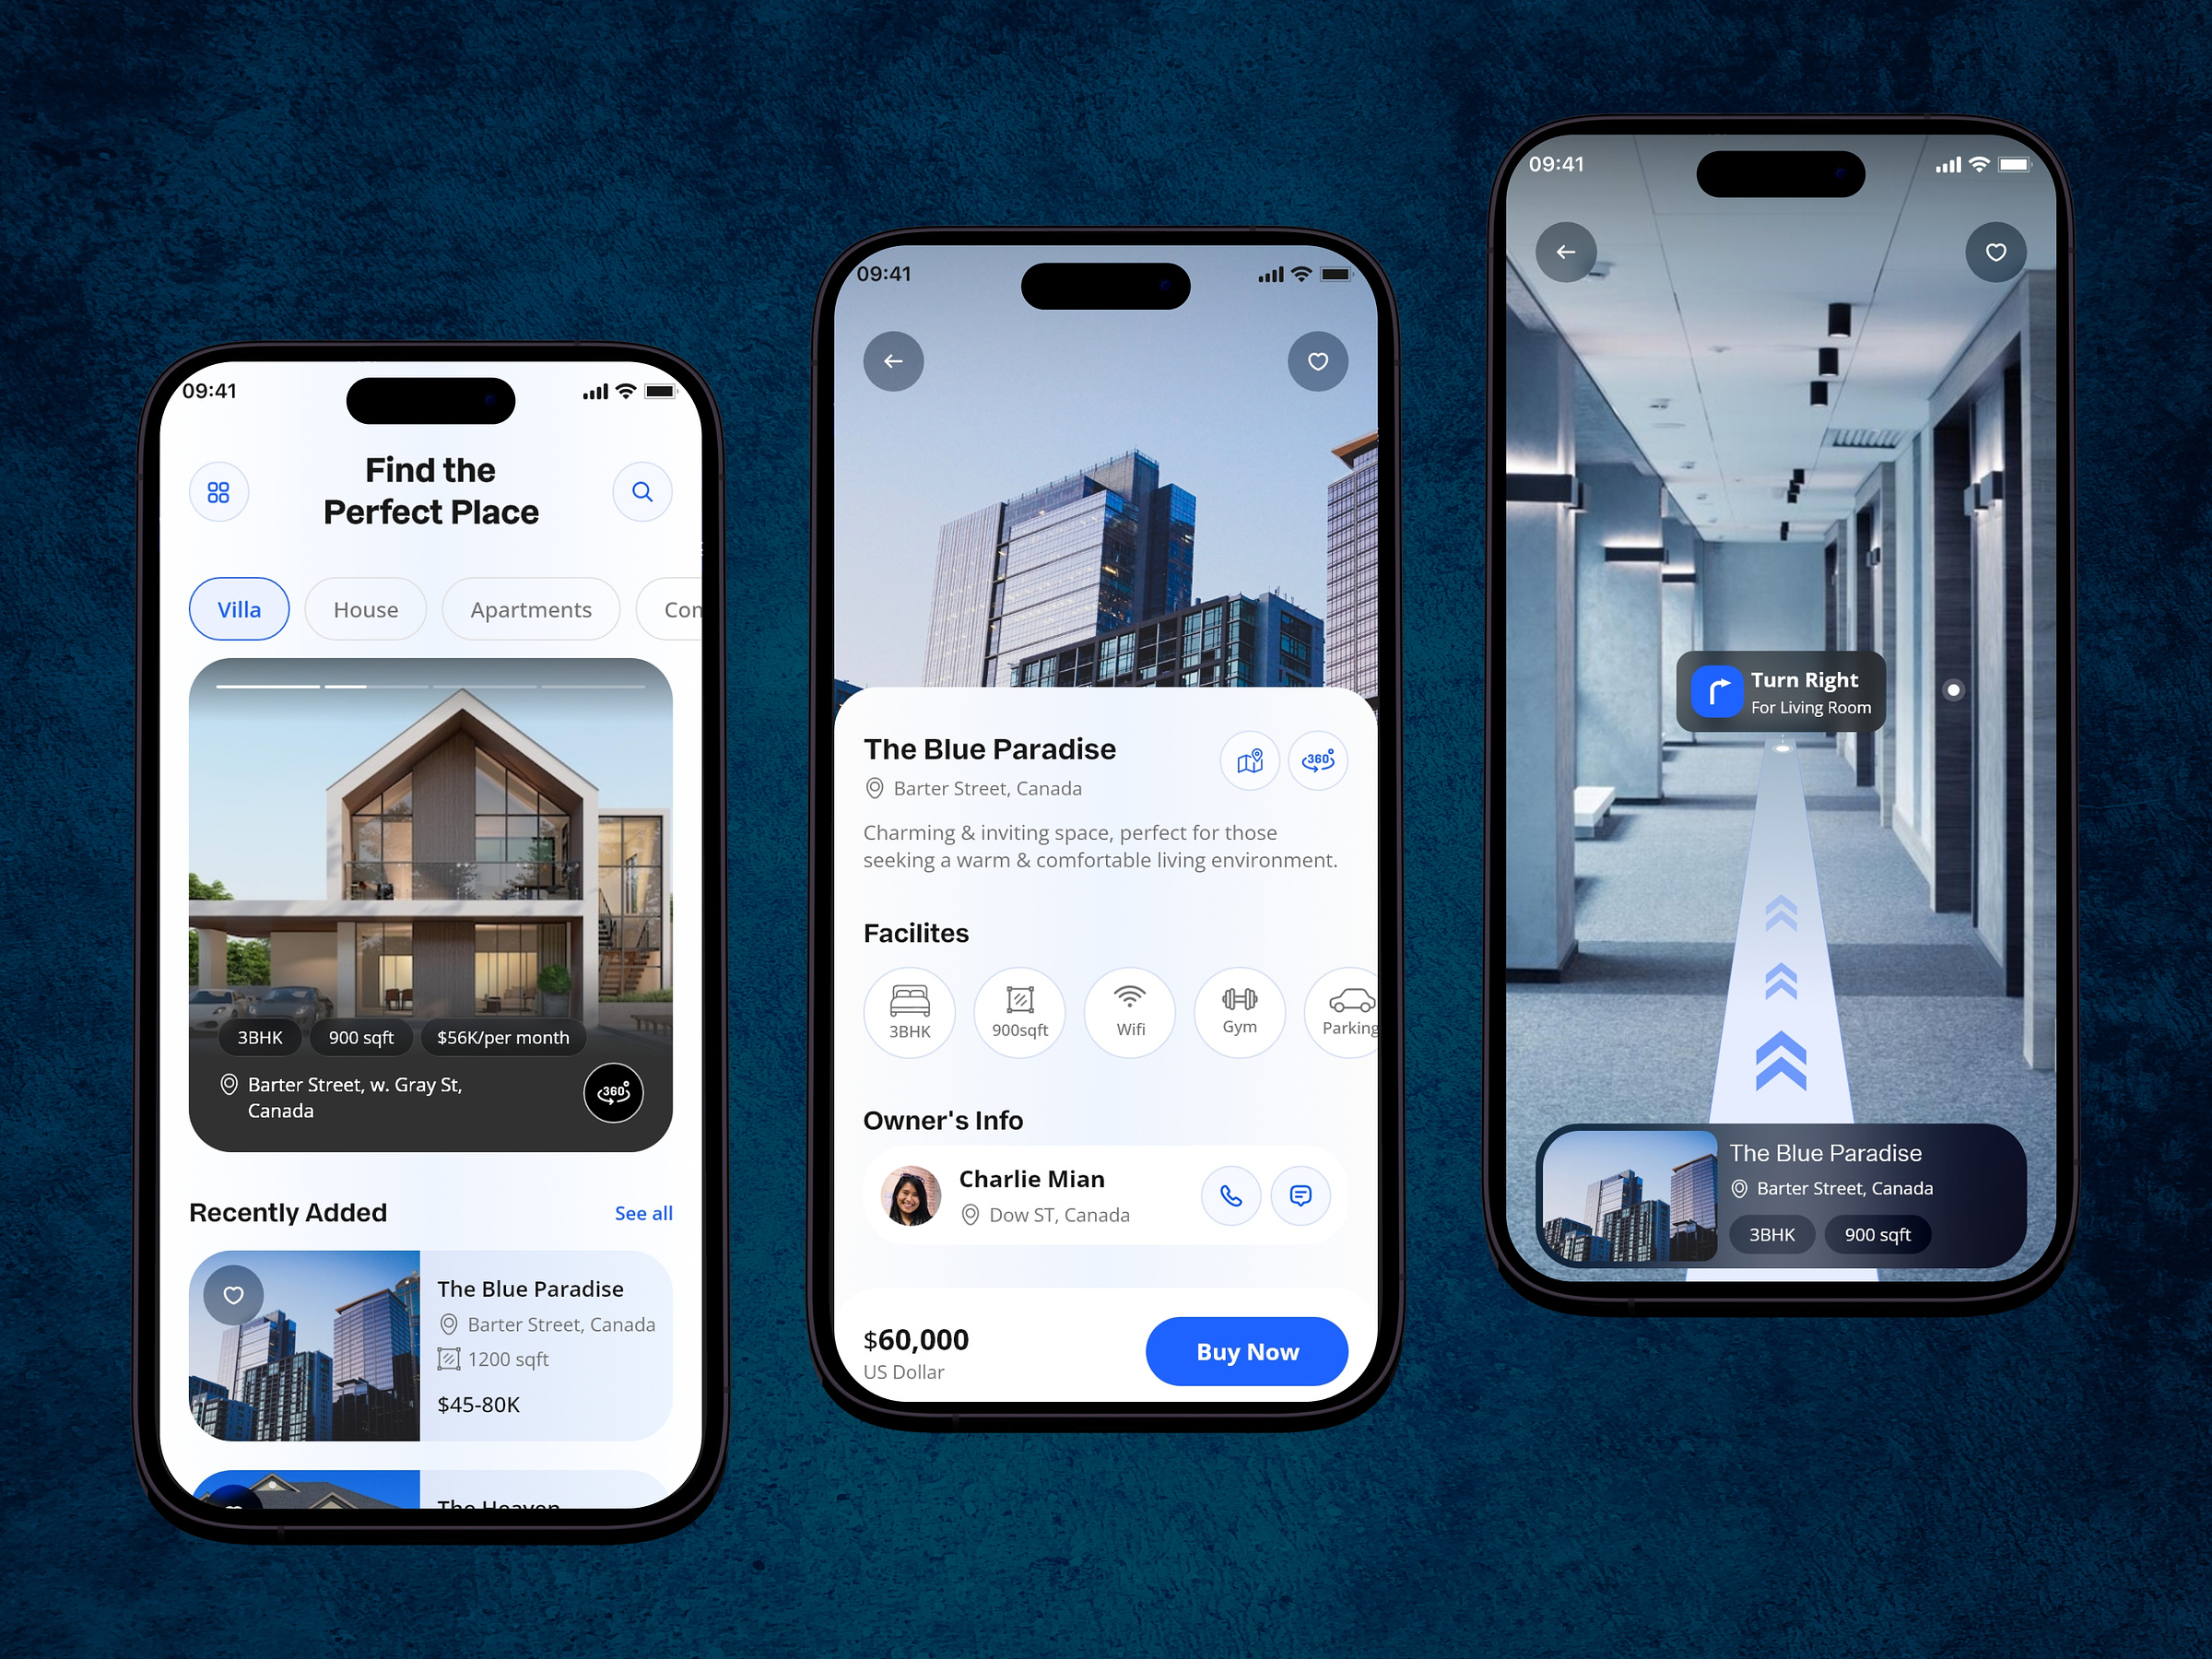 09:41
Find the
Perfect Place
Villa
House
Apartments
Con
3BHK
900 sqft
$56K/per month
Barter Street, w. Gray St,
Canada
360°
Recently Added
See all
The Blue Paradise
Barter Street, Canada
1200 sqft
$45-80K
The Heaven
09:41
The Blue Paradise
360°
Barter Street, Canada
Charming & inviting space, perfect for those
seeking a warm & comfortable living environment.
Facilites
3BHK
900sqft
Wifi
Gym
Parking
Owner's Info
Charlie Mian
Dow ST, Canada
$60,000
US Dollar
Buy Now
09:41
Turn Right
For Living Room
The Blue Paradise
Barter Street, Canada
3BHK
900 sqft